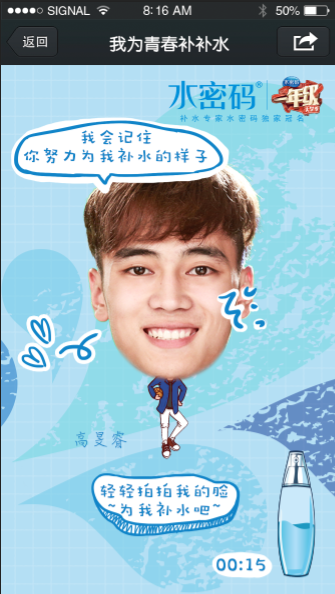 SIGNAL 8:16 AM 50%
返回 我为青春补补水
水密码® 一年级
补水专家水密码独家冠名
我会记住
你努力为我补水的样子
高旻睿
轻轻拍拍我的脸
~为我补水吧~
00:15